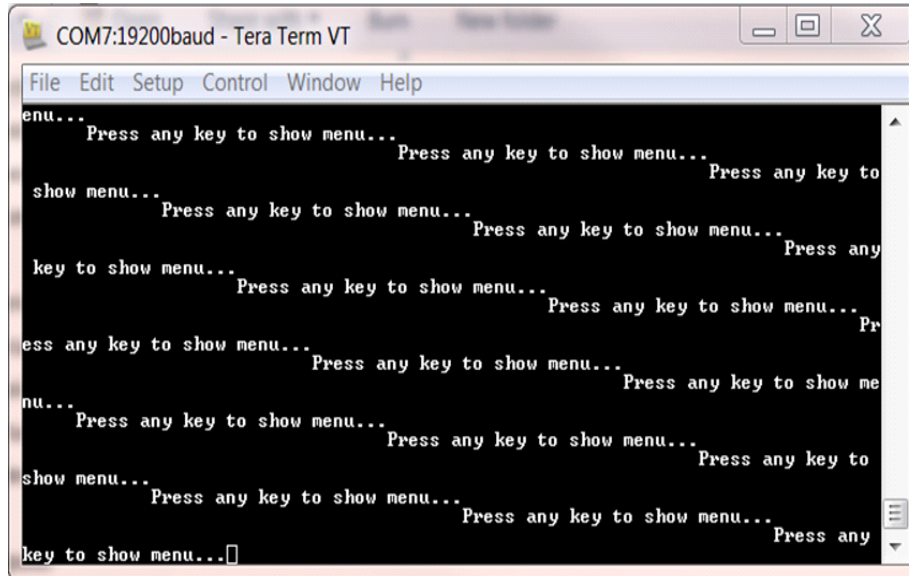 COM7:19200baud - Tera Term VT
File Edit Setup Control Window Help
enu...
Press any key to show menu...
Press any key to show menu...
Press any key to
show menu...
Press any key to show menu...
Press any key to show menu...
Press any
key to show menu...
Press any key to show menu...
Press any key to show menu...
Pr
ess any key to show menu...
Press any key to show menu...
Press any key to show me
nu...
Press any key to show menu...
Press any key to show menu...
Press any key to
show menu...
Press any key to show menu...
Press any key to show menu...
Press any
key to show menu...